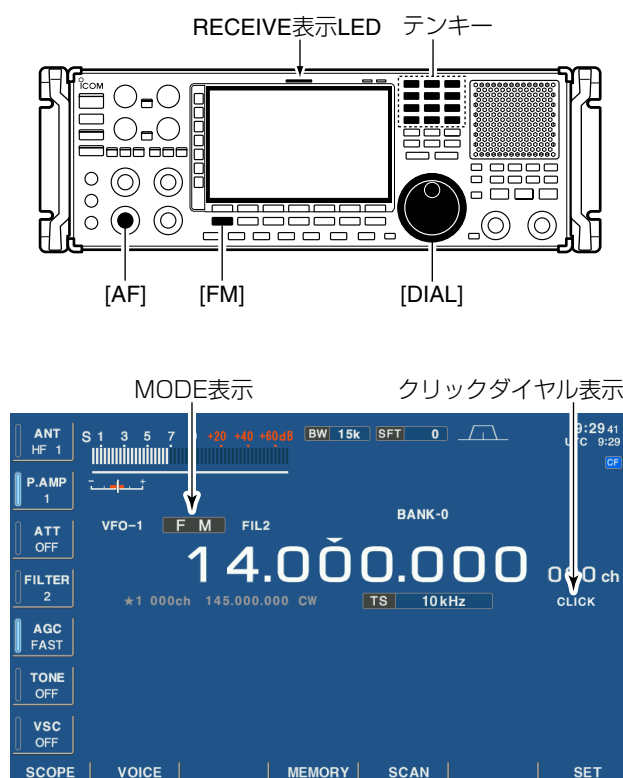 RECEIVE表示LED テンキー
ICOM
[AF] [FM] [DIAL]
MODE表示 クリックダイヤル表示
ANT
HF 1
S 1 3 5 7 +20 +40 +60dB
BW 15k SFT 0
:29 41
UTC 9:29
CF
P.AMP
1
- +
ATT
OFF
VFO-1 F M FIL2 BANK-0
14.000.000
ch
FILTER
2
★1 000ch 145.000.000 CW
TS 10kHz
CLICK
AGC
FAST
TONE
OFF
VSC
OFF
SCOPE VOICE MEMORY SCAN SET